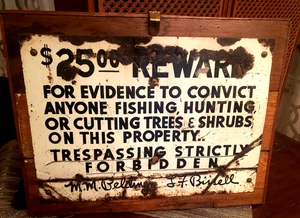 $25.00 REWARD
FOR EVIDENCE TO CONVICT
ANYONE FISHING, HUNTING,
OR CUTTING TREES & SHRUBS,
ON THIS PROPERTY.
TRESPASSING STRICTLY
FORBIDDEN
M.M. Belding